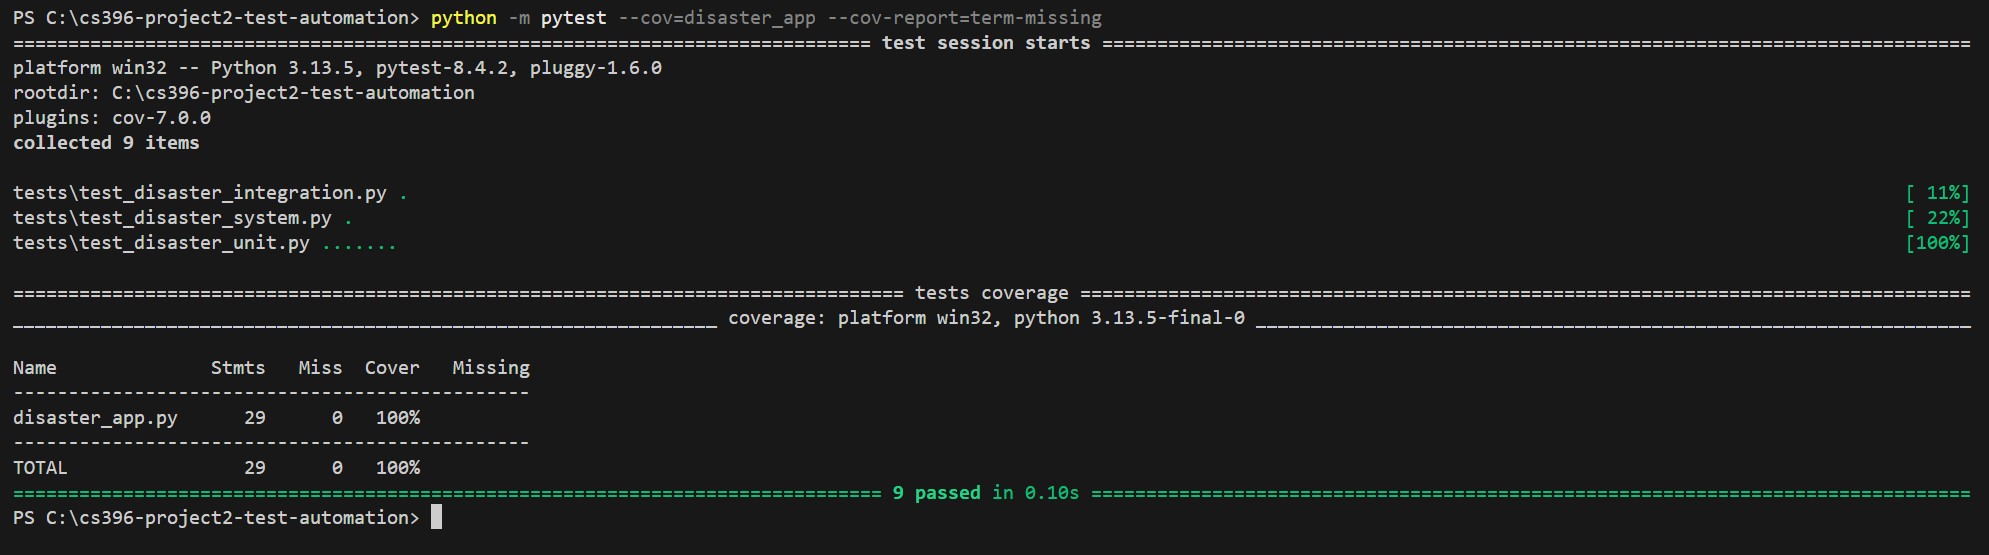 PS C:\cs396-project2-test-automation> python -m pytest --cov=disaster_app --cov-report=term-missing
============================================================================== test session starts ===============================================================================
platform win32 -- Python 3.13.5, pytest-8.4.2, pluggy-1.6.0
rootdir: C:\cs396-project2-test-automation
plugins: cov-7.0.0
collected 9 items

tests\test_disaster_integration.py . [ 11%]
tests\test_disaster_system.py . [ 22%]
tests\test_disaster_unit.py ....... [100%]

================================================================================= tests coverage =================================================================================
________________________________________________________________ coverage: platform win32, python 3.13.5-final-0 _________________________________________________________________

Name              Stmts   Miss  Cover   Missing
-----------------------------------------------
disaster_app.py      29      0   100%
-----------------------------------------------
TOTAL                29      0   100%
=============================================================================== 9 passed in 0.10s ================================================================================
PS C:\cs396-project2-test-automation>